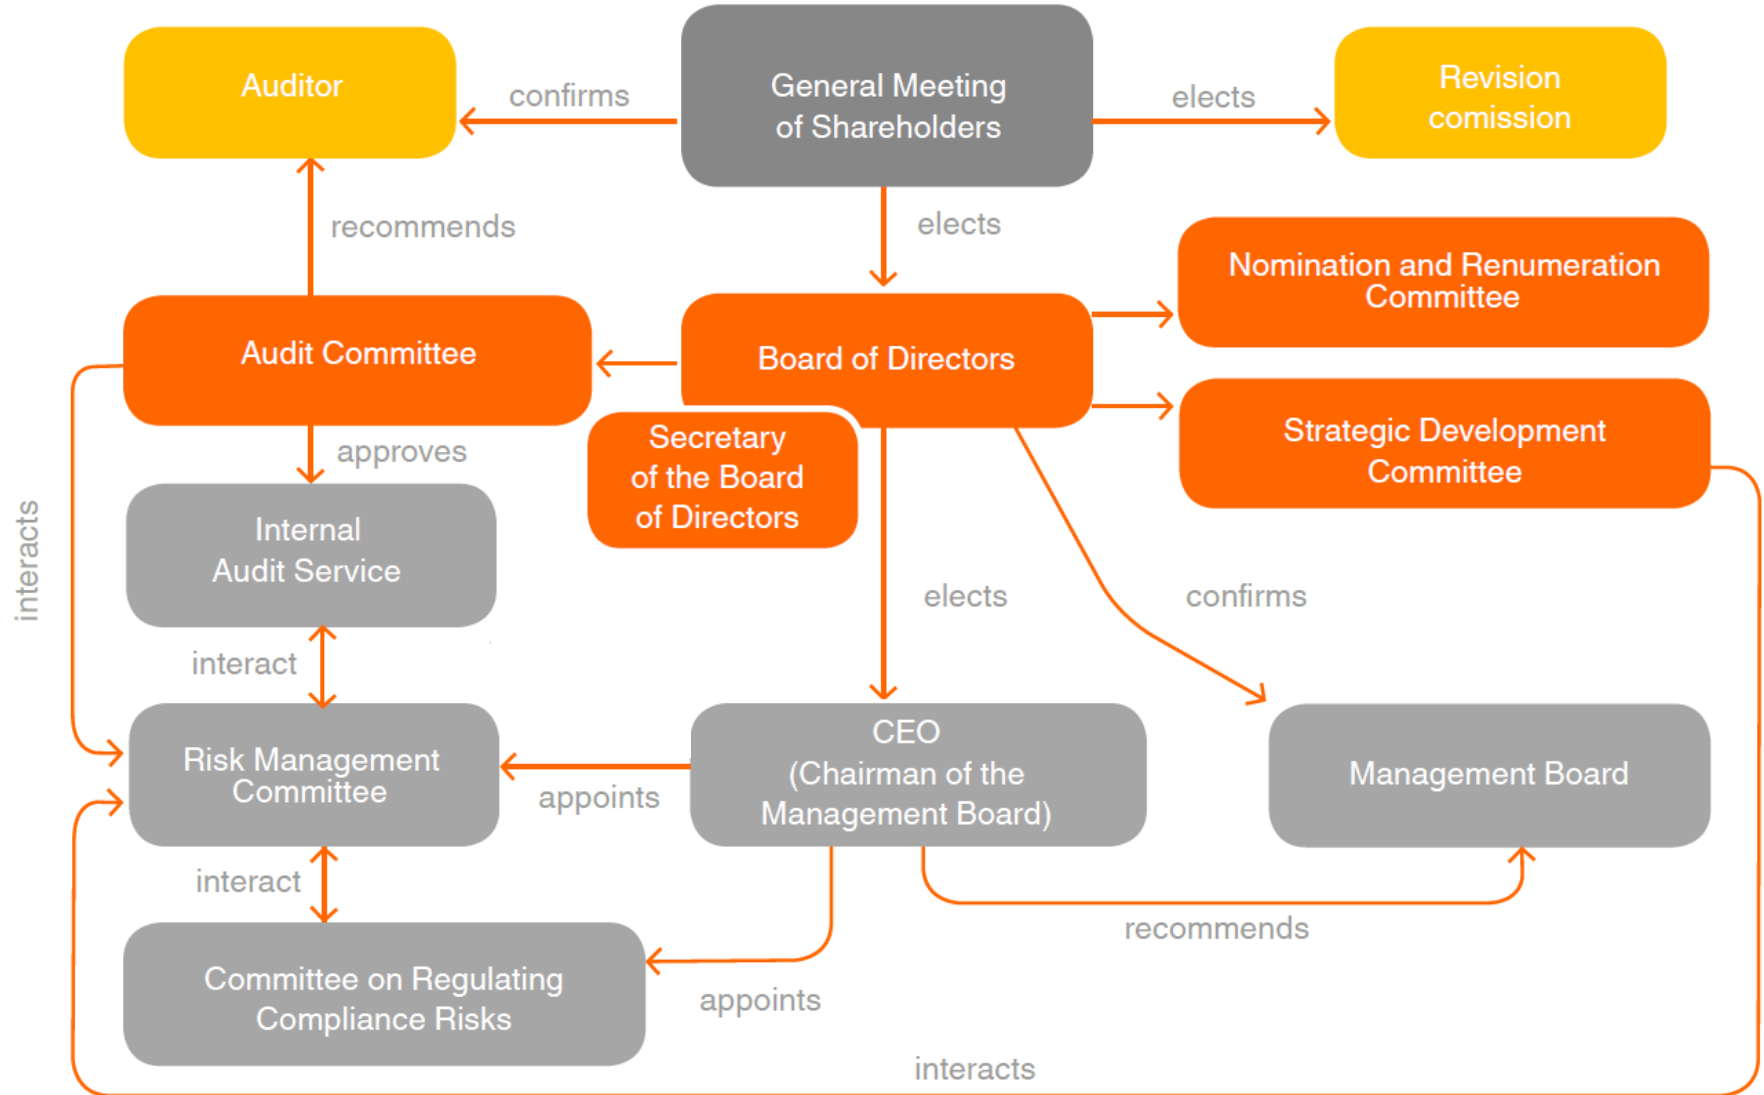 Auditor
confirms
General Meeting
of Shareholders
elects
Revision
comission
recommends
elects
Nomination and Renumeration
Committee
Audit Committee
Board of Directors
Strategic Development
Committee
Secretary
of the Board
of Directors
approves
Internal
Audit Service
interacts
elects
confirms
interact
Risk Management
Committee
appoints
CEO
(Chairman of the
Management Board)
Management Board
interact
recommends
Committee on Regulating
Compliance Risks
appoints
interacts